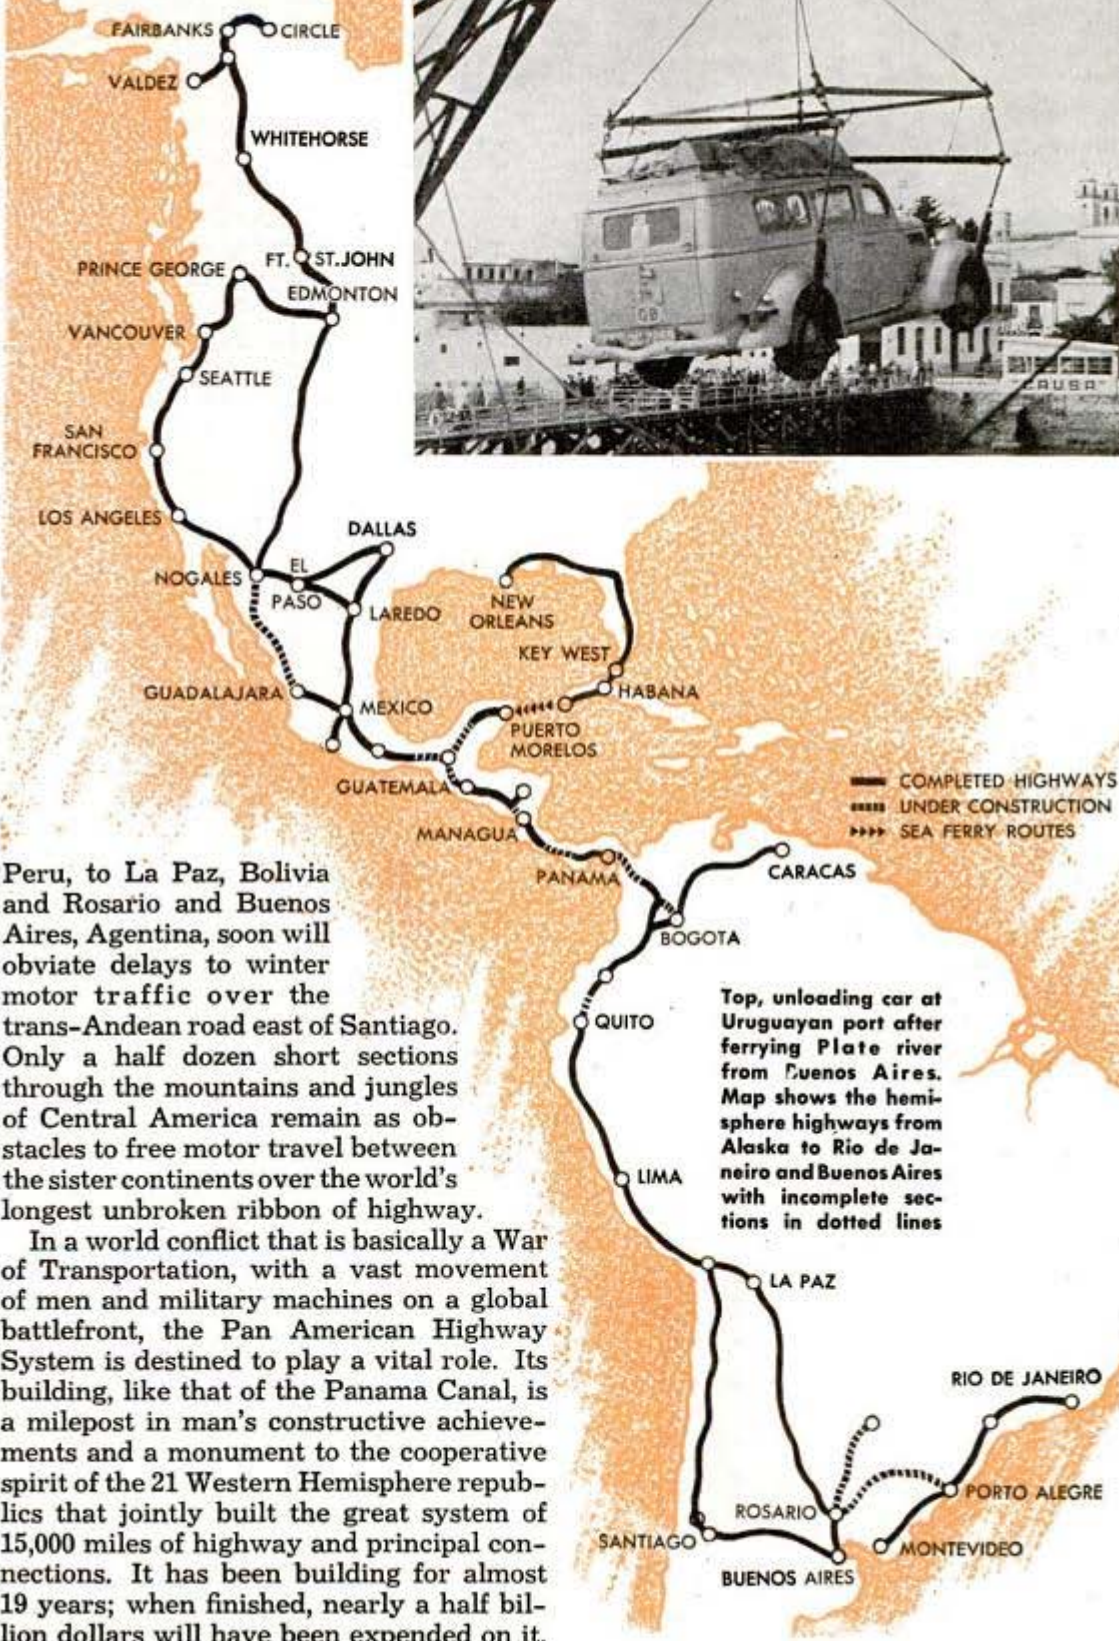 FAIRBANKS
CIRCLE
VALDEZ
WHITEHORSE
FT. ST. JOHN
PRINCE GEORGE
EDMONTON
VANCOUVER
SEATTLE
SAN
FRANCISCO
LOS ANGELES
DALLAS
NOGALES
EL
PASO
LAREDO
NEW
ORLEANS
KEY WEST
HABANA
GUADALAJARA
MEXICO
PUERTO
MORELOS
GUATEMALA
MANAGUA
PANAMA
CARACAS
BOGOTA
QUITO
LIMA
LA PAZ
RIO DE JANEIRO
PORTO ALEGRE
ROSARIO
SANTIAGO
MONTEVIDEO
BUENOS AIRES
GB
CAUSA
COMPLETED HIGHWAYS
UNDER CONSTRUCTION
SEA FERRY ROUTES
Peru, to La Paz, Bolivia
and Rosario and Buenos
Aires, Agentina, soon will
obviate delays to winter
motor traffic over the
trans-Andean road east of Santiago.
Only a half dozen short sections
through the mountains and jungles
of Central America remain as ob-
stacles to free motor travel between
the sister continents over the world's
longest unbroken ribbon of highway.
In a world conflict that is basically a War
of Transportation, with a vast movement
of men and military machines on a global
battlefront, the Pan American Highway
System is destined to play a vital role. Its
building, like that of the Panama Canal, is
a milepost in man's constructive achieve-
ments and a monument to the cooperative
spirit of the 21 Western Hemisphere repub-
lics that jointly built the great system of
15,000 miles of highway and principal con-
nections. It has been building for almost
19 years; when finished, nearly a half bil-
lion dollars will have been expended on it.
Top, unloading car at
Uruguayan port after
ferrying Plate river
from Buenos Aires.
Map shows the hemi-
sphere highways from
Alaska to Rio de Ja-
neiro and Buenos Aires
with incomplete sec-
tions in dotted lines